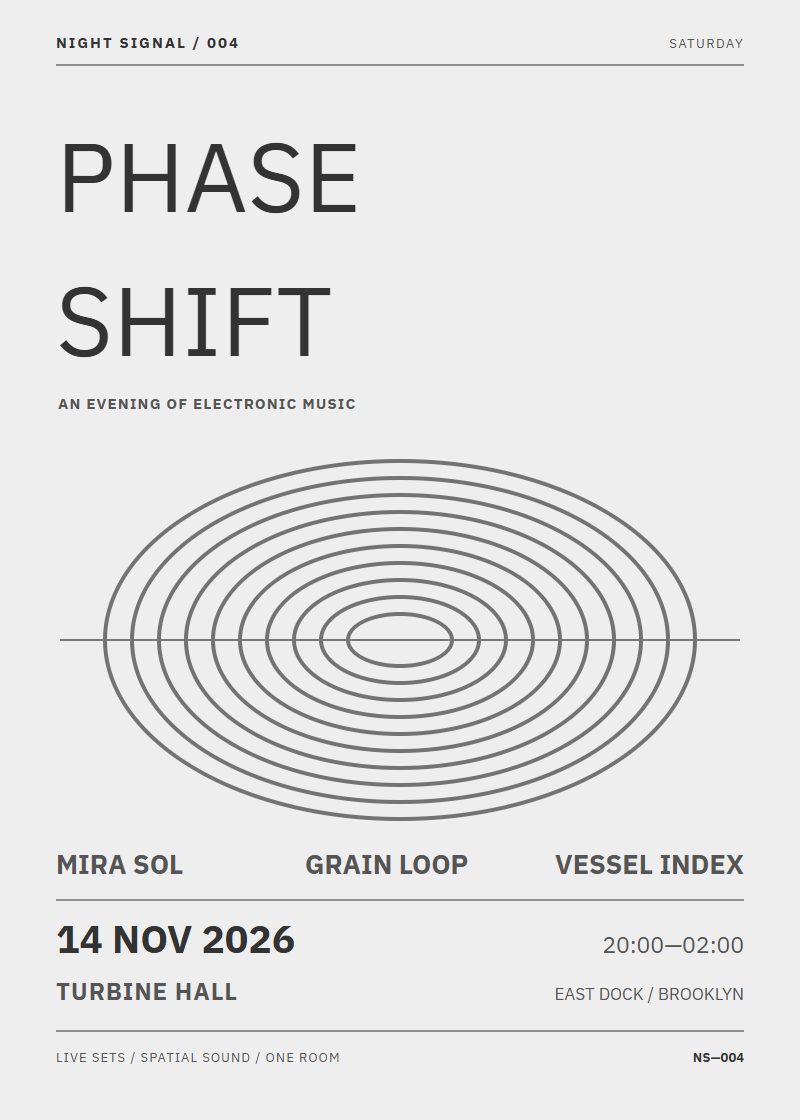 NIGHT SIGNAL / 004
SATURDAY
PHASE
SHIFT
AN EVENING OF ELECTRONIC MUSIC
MIRA SOL
GRAIN LOOP
VESSEL INDEX
14 NOV 2026
20:00—02:00
TURBINE HALL
EAST DOCK / BROOKLYN
LIVE SETS / SPATIAL SOUND / ONE ROOM
NS—004